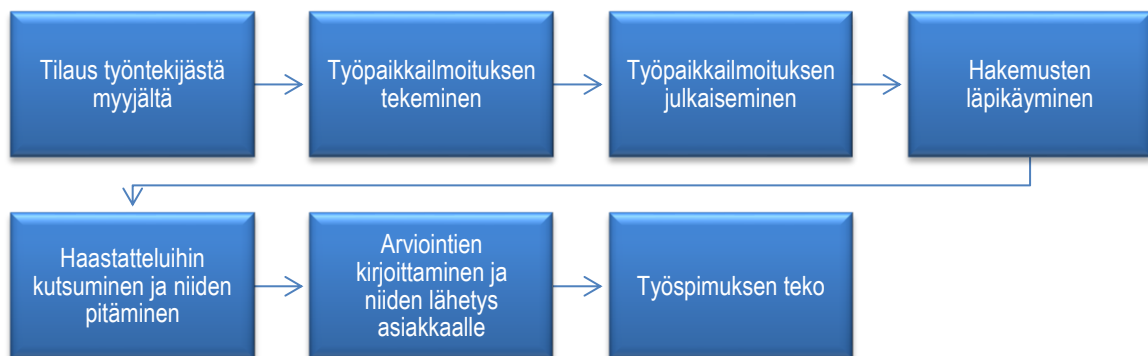 Tilaus työntekijästä
myyjältä
Työpaikkailmoituksen
tekeminen
Työpaikkailmoituksen
julkaiseminen
Hakemusten
läpikäyminen
Haastatteluihin
kutsuminen ja niiden
pitäminen
Arviointien
kirjoittaminen ja
niiden lähetys
asiakkaalle
Työspimuksen teko